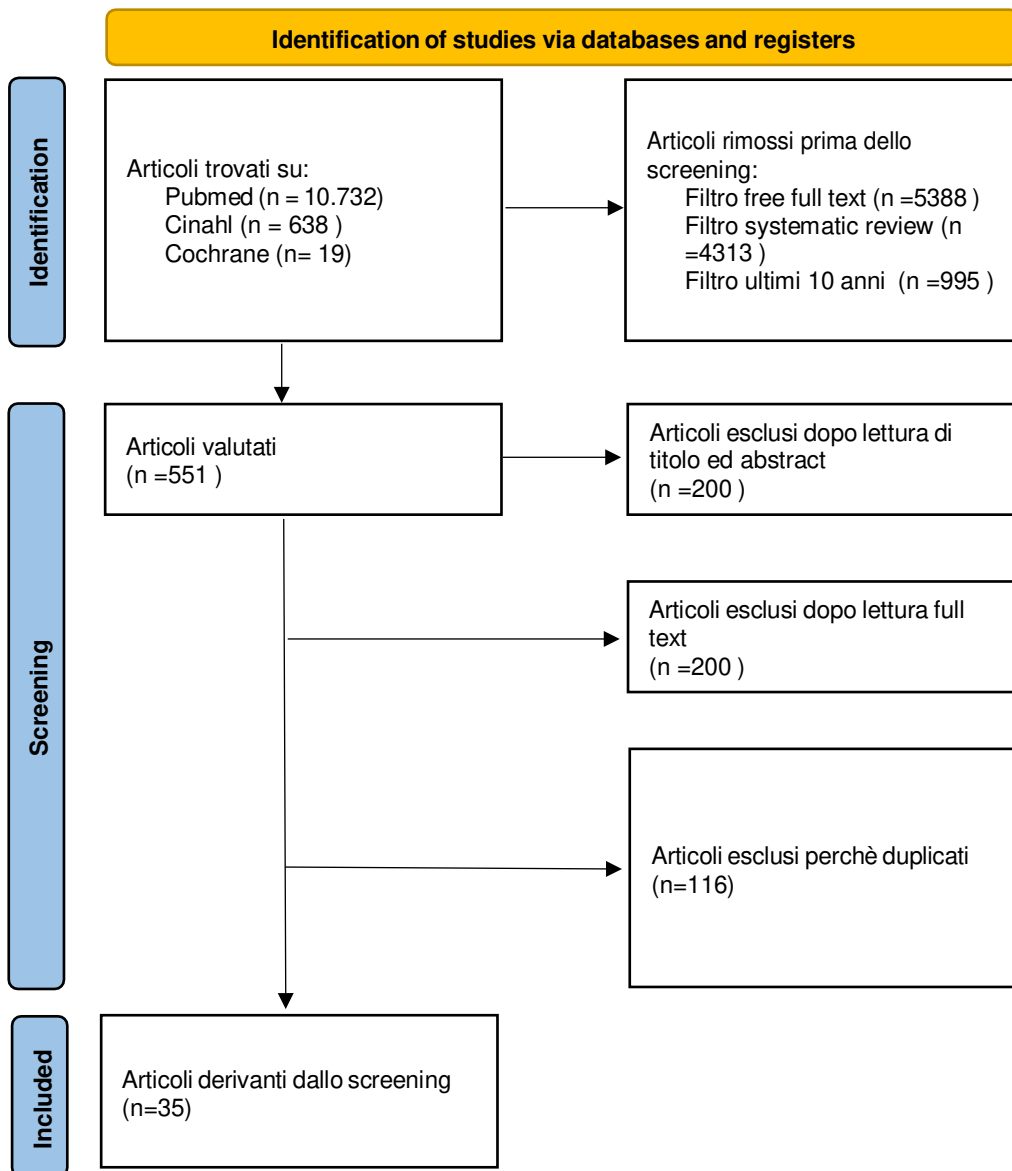 Identification of studies via databases and registers
Identification
Articoli trovati su:
Pubmed (n = 10.732)
Cinahl (n = 638 )
Cochrane (n= 19)
Articoli rimossi prima dello
screening:
Filtro free full text (n =5388 )
Filtro systematic review (n
=4313 )
Filtro ultimi 10 anni (n =995 )
Screening
Articoli valutati
(n =551 )
Articoli esclusi dopo lettura di
titolo ed abstract
(n =200 )
Articoli esclusi dopo lettura full
text
(n =200 )
Articoli esclusi perchè duplicati
(n=116)
Included
Articoli derivanti dallo screening
(n=35)